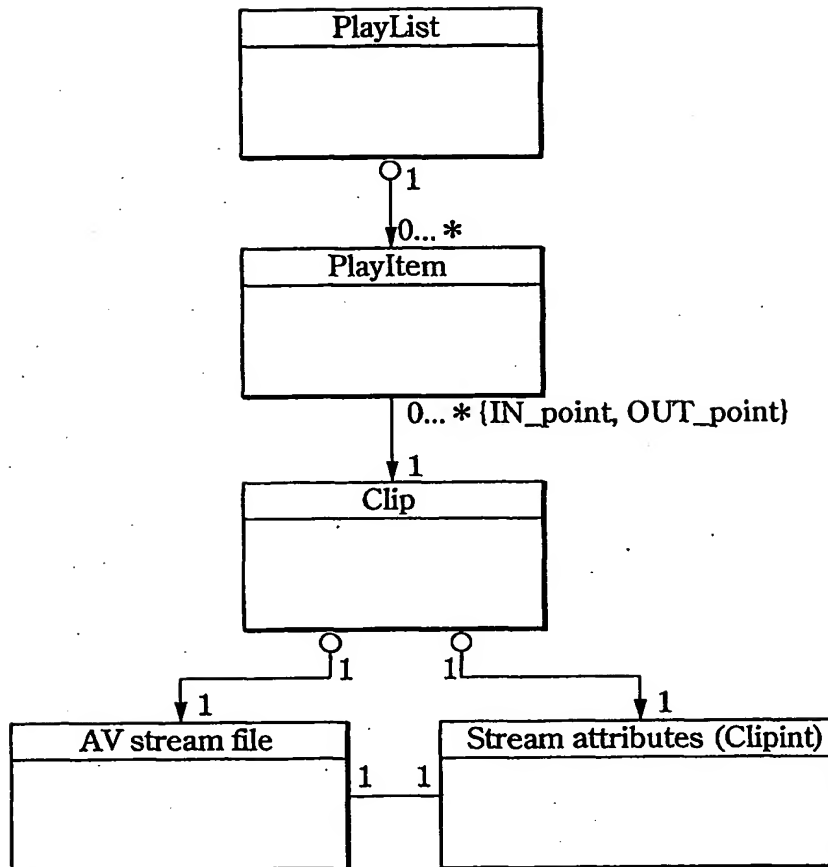 PlayList
1
0... *
PlayItem
0... * {IN_point, OUT_point}
1
Clip
1
1
1
1
AV stream file
Stream attributes (Clipint)
1
1